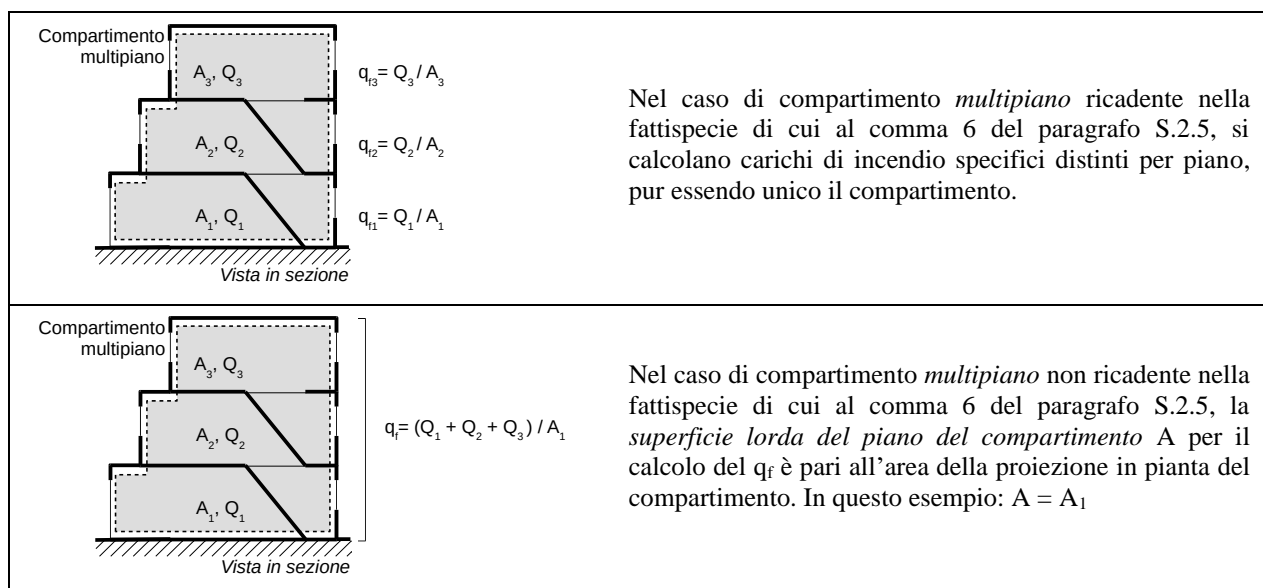 Compartimento
multipiano
A3, Q3
qf3= Q3 / A3
A2, Q2
qf2= Q2 / A2
A1, Q1
qf1= Q1 / A1
Vista in sezione
Nel caso di compartimento multipiano ricadente nella
fattispecie di cui al comma 6 del paragrafo S.2.5, si
calcolano carichi di incendio specifici distinti per piano,
pur essendo unico il compartimento.
Compartimento
multipiano
A3, Q3
A2, Q2
qf= (Q1 + Q2 + Q3) / A1
A1, Q1
Vista in sezione
Nel caso di compartimento multipiano non ricadente nella
fattispecie di cui al comma 6 del paragrafo S.2.5, la
superficie lorda del piano del compartimento A per il
calcolo del qf è pari all’area della proiezione in pianta del
compartimento. In questo esempio: A = A1